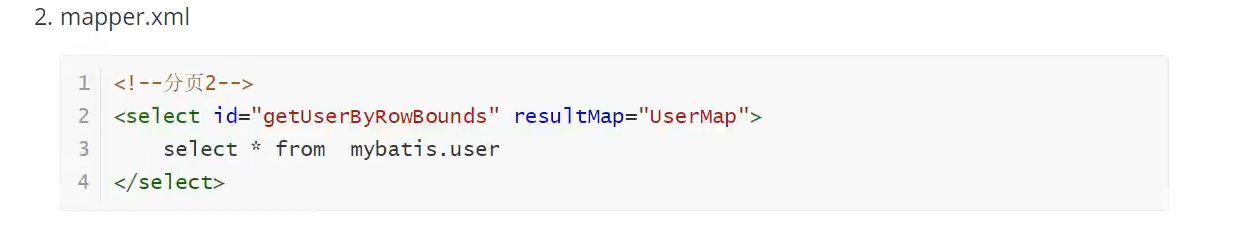 2. mapper.xml
1 <!--分页2-->
2 <select id="getUserByRowBounds" resultMap="UserMap">
3     select * from  mybatis.user
4 </select>